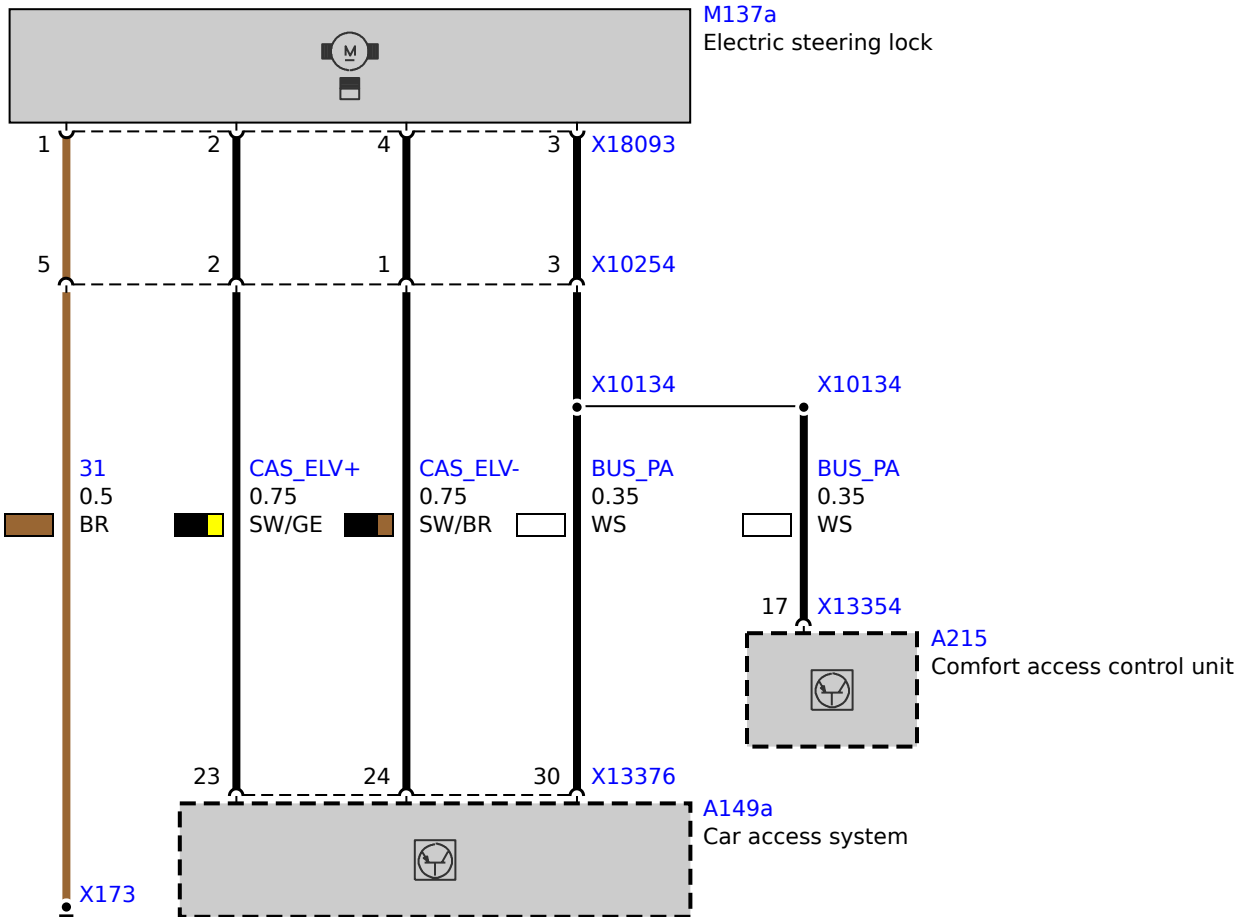 M137a
Electric steering lock
M
1 2 4 3 X18093
5 2 1 3 X10254
X10134 X10134
31 CAS_ELV+ CAS_ELV- BUS_PA BUS_PA
0.5 0.75 0.75 0.35 0.35
BR SW/GE SW/BR WS WS
17 X13354
A215
Comfort access control unit
23 24 30 X13376
A149a
Car access system
X173